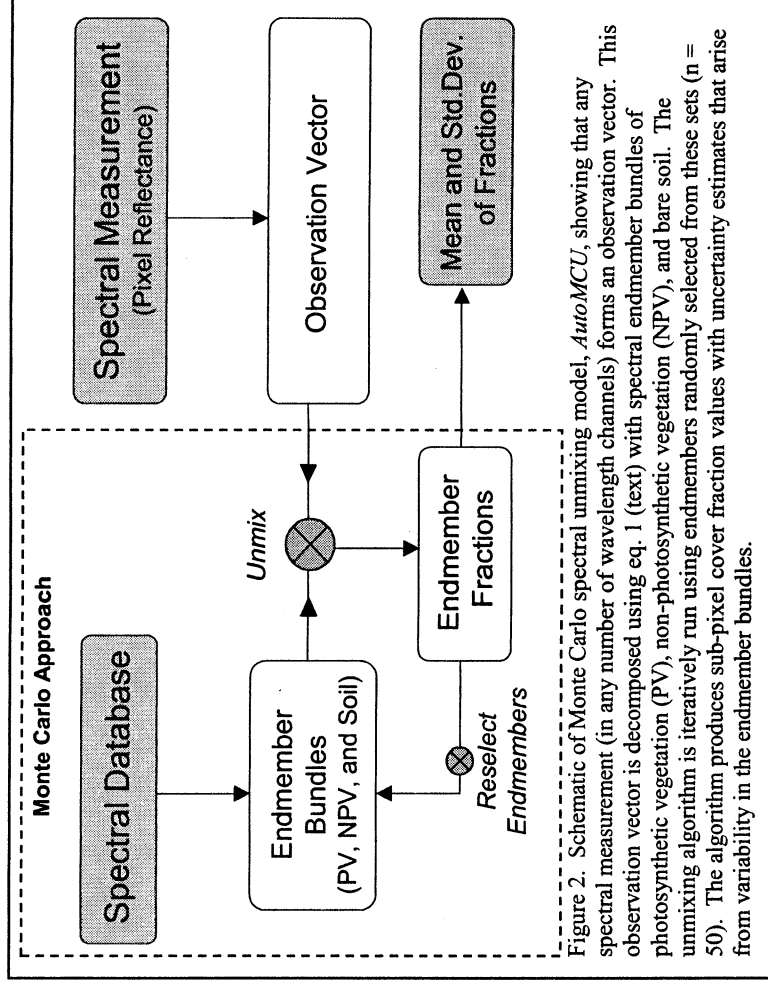 Monte Carlo Approach
Spectral Database
Spectral Measurement
(Pixel Reflectance)
Endmember
Bundles
(PV, NPV, and Soil)
Unmix
Observation Vector
Reselect
Endmembers
Endmember
Fractions
Mean and Std.Dev.
of Fractions
Figure 2. Schematic of Monte Carlo spectral unmixing model, AutoMCU, showing that any
spectral measurement (in any number of wavelength channels) forms an observation vector. This
observation vector is decomposed using eq. 1 (text) with spectral endmember bundles of
photosynthetic vegetation (PV), non-photosynthetic vegetation (NPV), and bare soil. The
unmixing algorithm is iteratively run using endmembers randomly selected from these sets (n =
50). The algorithm produces sub-pixel cover fraction values with uncertainty estimates that arise
from variability in the endmember bundles.